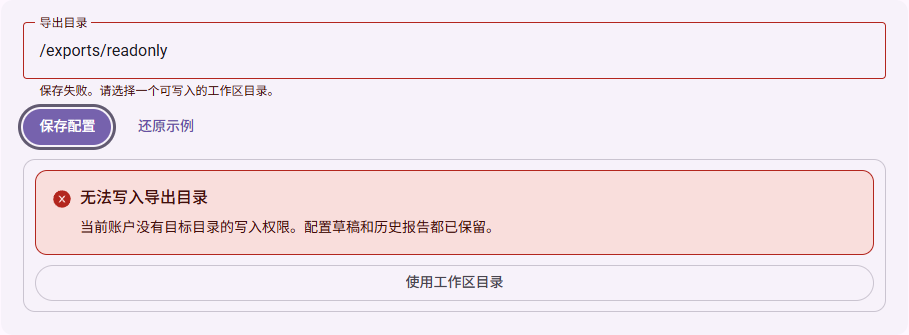 导出目录
/exports/readonly
保存失败。请选择一个可写入的工作区目录。
保存配置
还原示例
无法写入导出目录
当前账户没有目标目录的写入权限。配置草稿和历史报告都已保留。
使用工作区目录